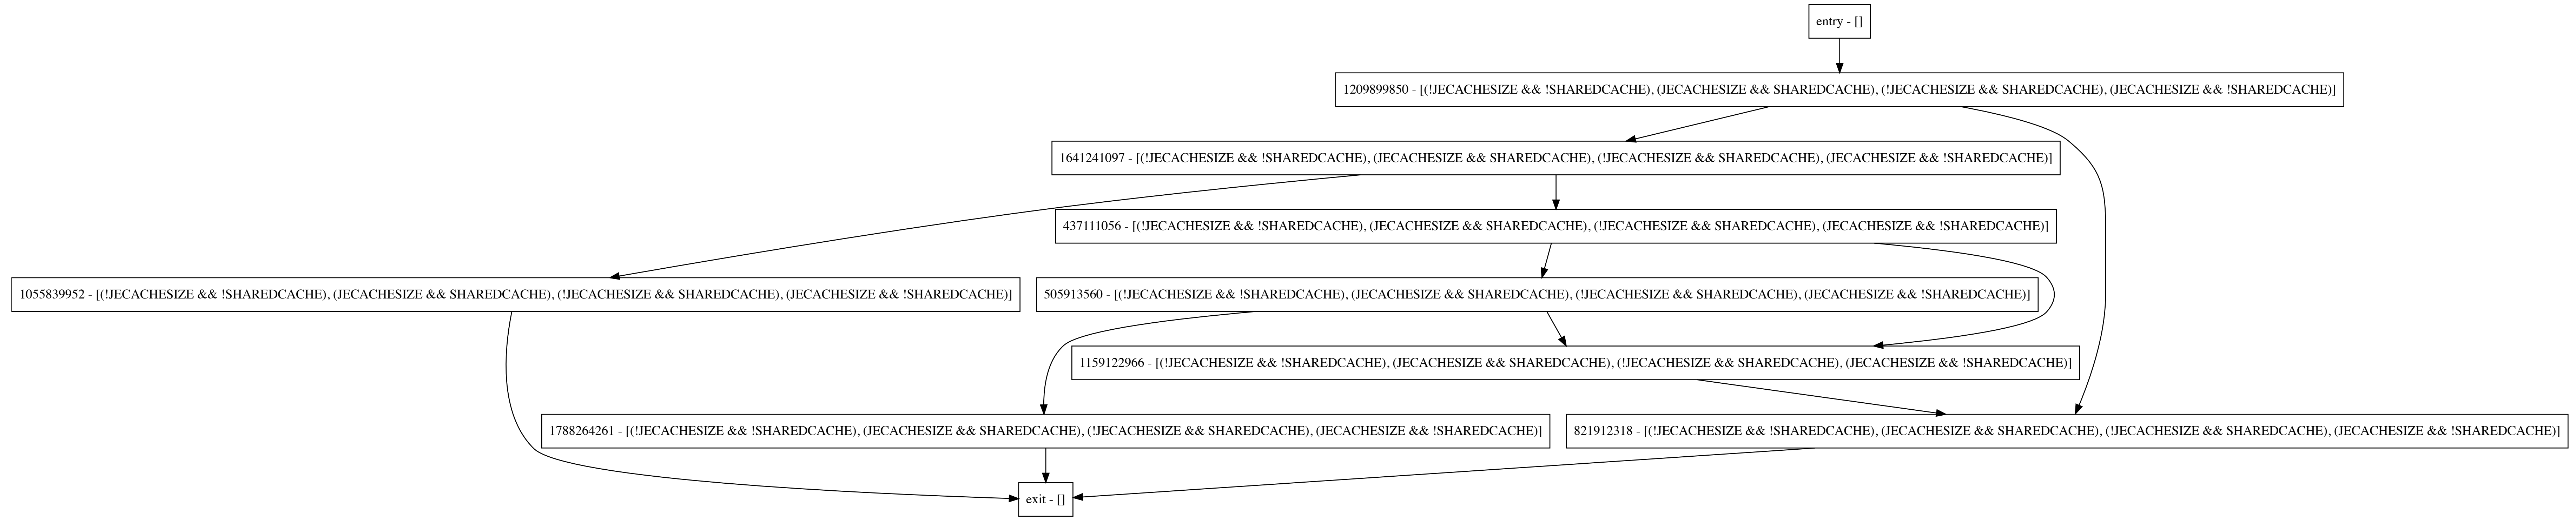 entry - []
1209899850 - [(!JECACHESIZE && !SHAREDCACHE), (JECACHESIZE && SHAREDCACHE), (!JECACHESIZE && SHAREDCACHE), (JECACHESIZE && !SHAREDCACHE)]
1641241097 - [(!JECACHESIZE && !SHAREDCACHE), (JECACHESIZE && SHAREDCACHE), (!JECACHESIZE && SHAREDCACHE), (JECACHESIZE && !SHAREDCACHE)]
437111056 - [(!JECACHESIZE && !SHAREDCACHE), (JECACHESIZE && SHAREDCACHE), (!JECACHESIZE && SHAREDCACHE), (JECACHESIZE && !SHAREDCACHE)]
1055839952 - [(!JECACHESIZE && !SHAREDCACHE), (JECACHESIZE && SHAREDCACHE), (!JECACHESIZE && SHAREDCACHE), (JECACHESIZE && !SHAREDCACHE)]
505913560 - [(!JECACHESIZE && !SHAREDCACHE), (JECACHESIZE && SHAREDCACHE), (!JECACHESIZE && SHAREDCACHE), (JECACHESIZE && !SHAREDCACHE)]
1159122966 - [(!JECACHESIZE && !SHAREDCACHE), (JECACHESIZE && SHAREDCACHE), (!JECACHESIZE && SHAREDCACHE), (JECACHESIZE && !SHAREDCACHE)]
1788264261 - [(!JECACHESIZE && !SHAREDCACHE), (JECACHESIZE && SHAREDCACHE), (!JECACHESIZE && SHAREDCACHE), (JECACHESIZE && !SHAREDCACHE)]
821912318 - [(!JECACHESIZE && !SHAREDCACHE), (JECACHESIZE && SHAREDCACHE), (!JECACHESIZE && SHAREDCACHE), (JECACHESIZE && !SHAREDCACHE)]
exit - []